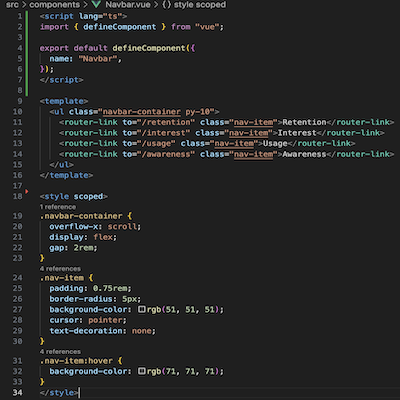 src > components > Navbar.vue > {} style scoped
1 <script lang="ts">
2 import { defineComponent } from "vue";
3
4 export default defineComponent({
5   name: "Navbar",
6 });
7 </script>
8
9 <template>
10   <ul class="navbar-container py-10">
11     <router-link to="/retention" class="nav-item">Retention</router-link>
12     <router-link to="/interest" class="nav-item">Interest</router-link>
13     <router-link to="/usage" class="nav-item">Usage</router-link>
14     <router-link to="/awareness" class="nav-item">Awareness</router-link>
15   </ul>
16 </template>
17
18 <style scoped>
1 reference
19 .navbar-container {
20   overflow-x: scroll;
21   display: flex;
22   gap: 2rem;
23 }
4 references
24 .nav-item {
25   padding: 0.75rem;
26   border-radius: 5px;
27   background-color: rgb(51, 51, 51);
28   cursor: pointer;
29   text-decoration: none;
30 }
4 references
31 .nav-item:hover {
32   background-color: rgb(71, 71, 71);
33 }
34 </style>